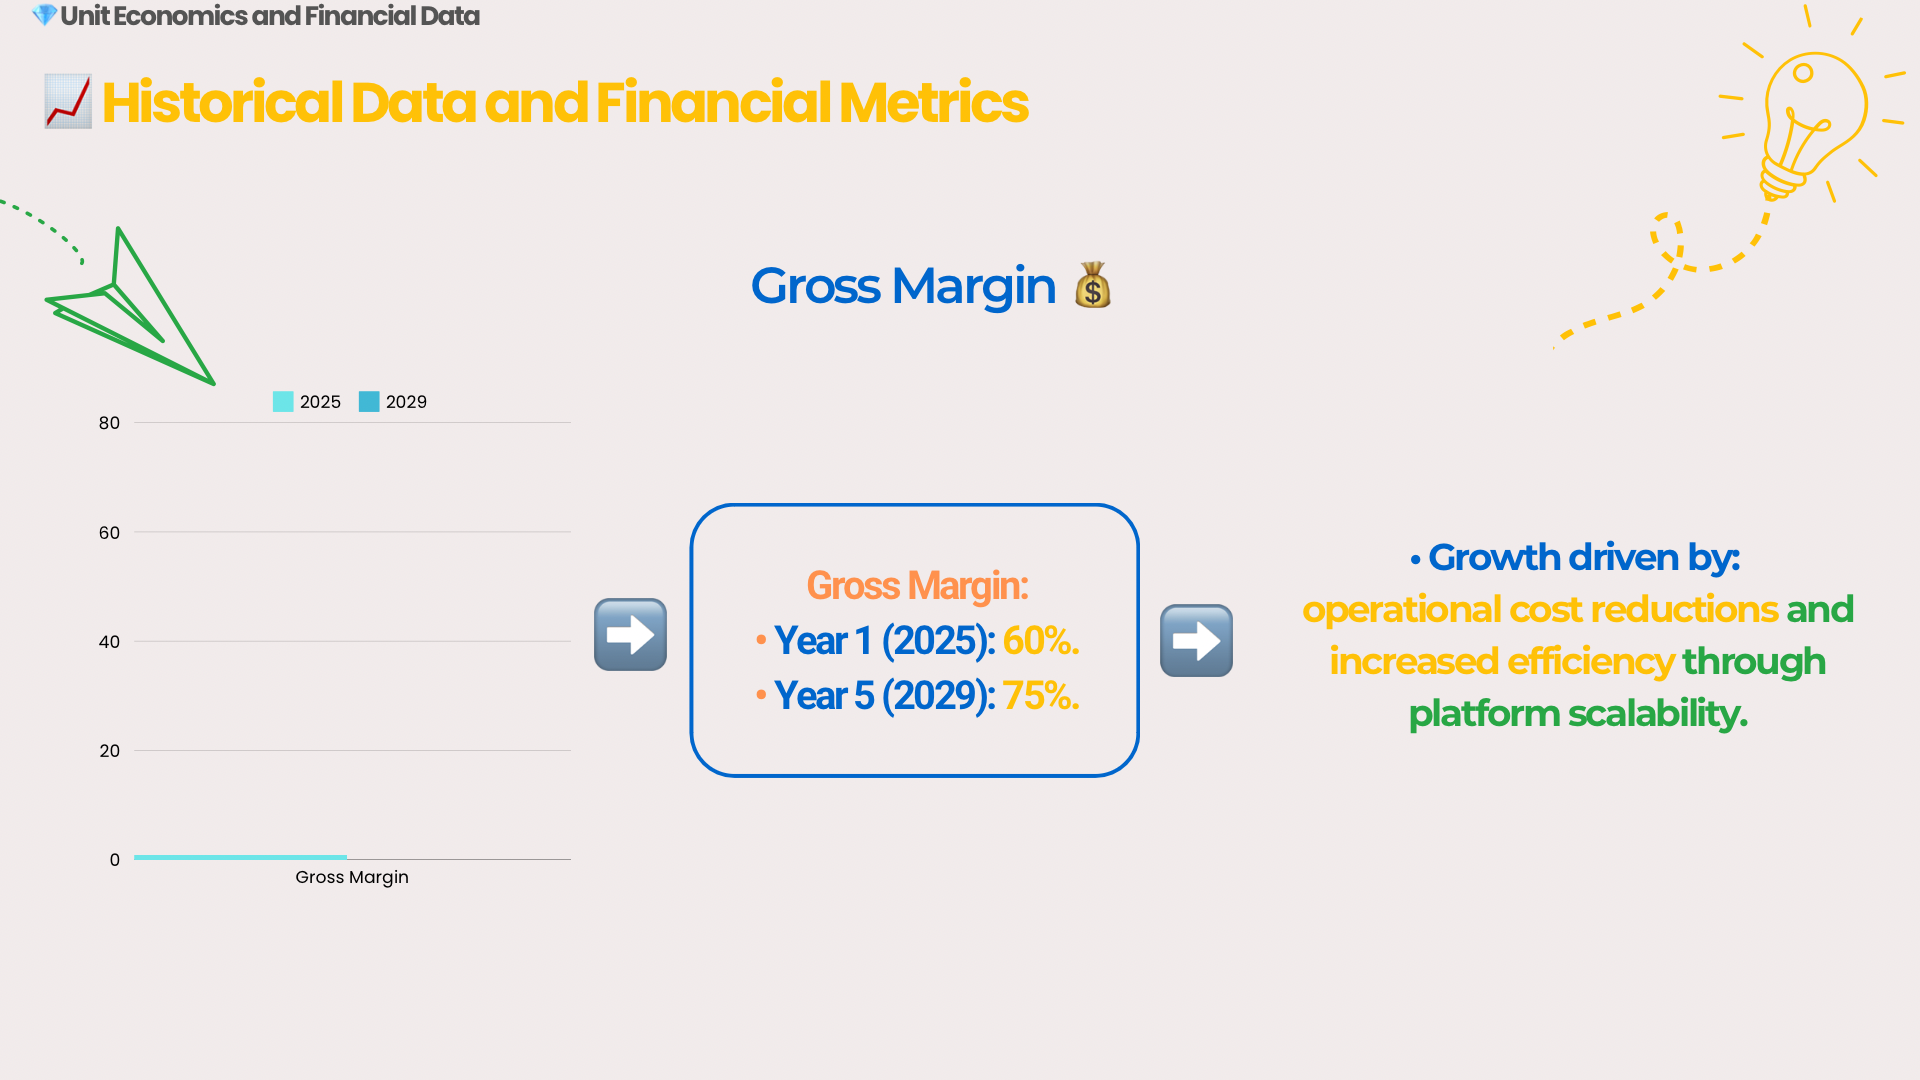 💎Unit Economics and Financial Data
📈 Historical Data and Financial Metrics
Gross Margin 💰
2025 2029
80
60
40
20
0
Gross Margin
Gross Margin:
• Year 1 (2025): 60%.
• Year 5 (2029): 75%.
• Growth driven by:
operational cost reductions and
increased efficiency through
platform scalability.